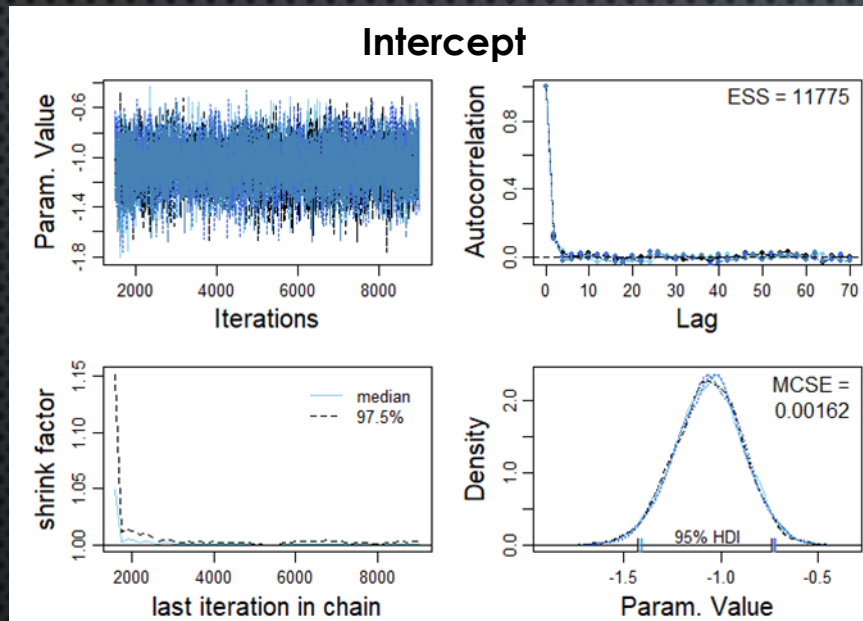 Intercept
Param. Value
-0.6
-1.0
-1.4
-1.8
2000 4000 6000 8000
Iterations
Autocorrelation
0.8
0.4
0.0
ESS = 11775
0 10 20 30 40 50 60 70
Lag
shrink factor
1.15
1.10
1.05
1.00
median
97.5%
2000 4000 6000 8000
last iteration in chain
Density
2.0
1.0
0.0
MCSE =
0.00162
95% HDI
-1.5 -1.0 -0.5
Param. Value